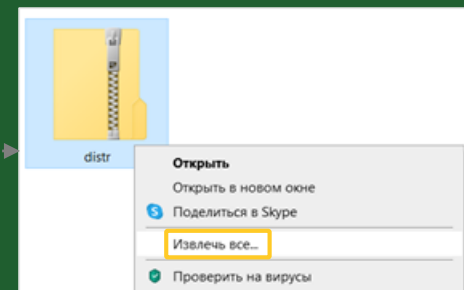 distr
Открыть
Открыть в новом окне
Поделиться в Skype
Извлечь все...
Проверить на вирусы